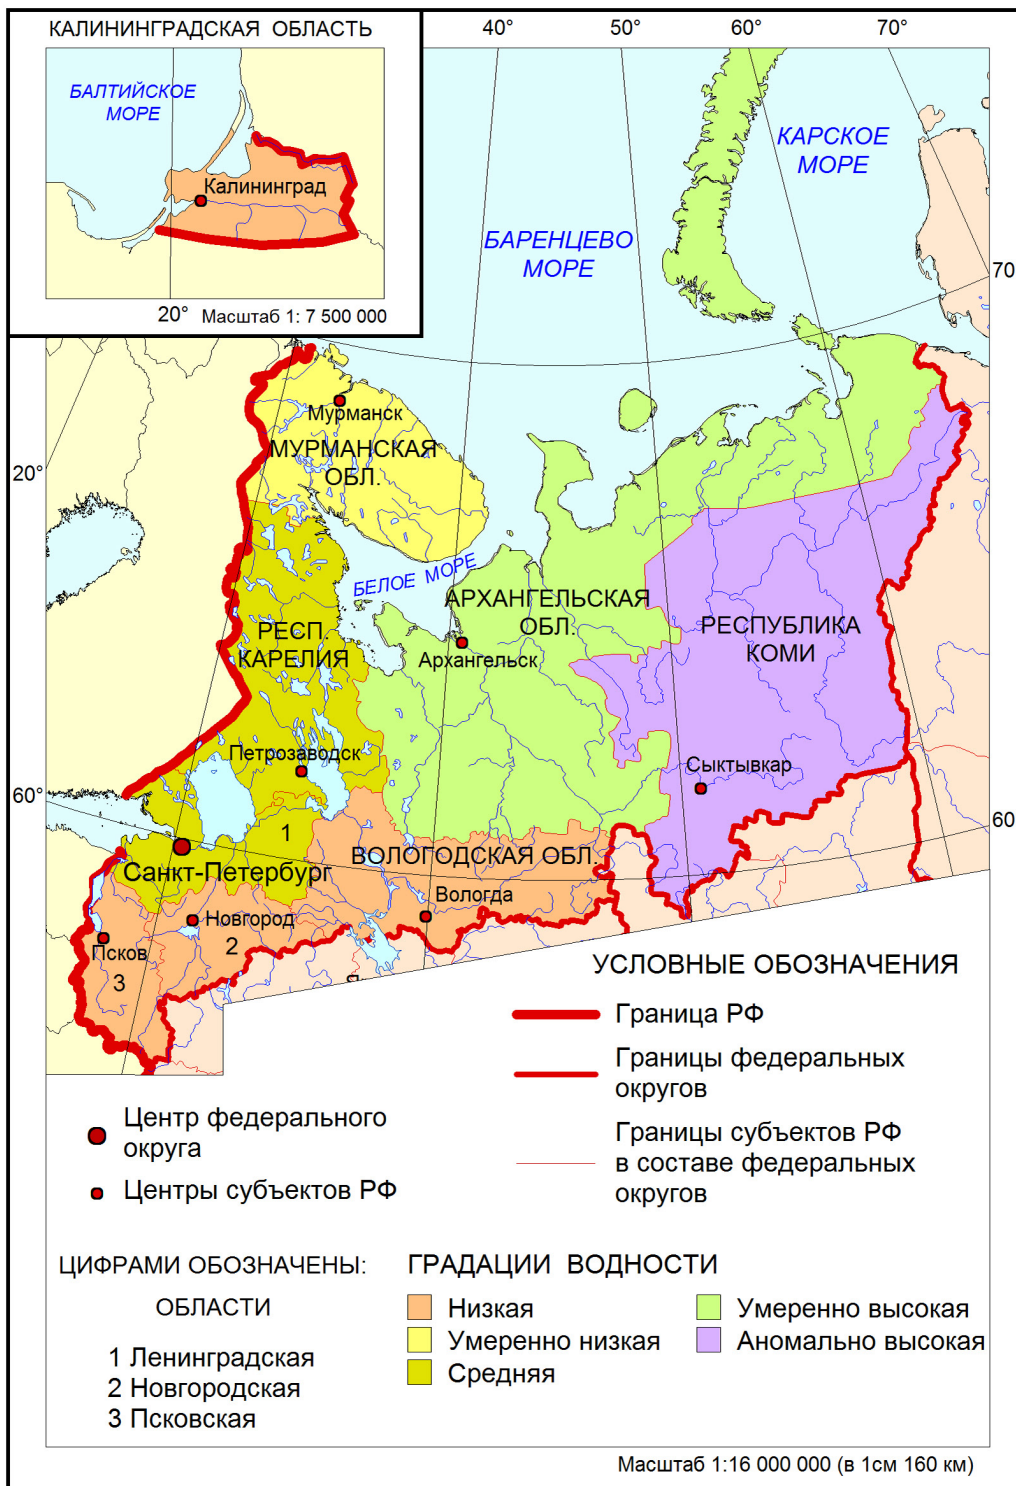 КАЛИНИНГРАДСКАЯ ОБЛАСТЬ
БАЛТИЙСКОЕ
МОРЕ
Калининград
20°
Масштаб 1: 7 500 000
40°
50°
60°
70°
КАРСКОЕ
МОРЕ
БАРЕНЦЕВО
МОРЕ
70
Мурманск
МУРМАНСКАЯ
ОБЛ.
20°
БЕЛОЕ МОРЕ
АРХАНГЕЛЬСКАЯ
ОБЛ.
Архангельск
РЕСПУБЛИКА
КОМИ
РЕСП.
КАРЕЛИЯ
Петрозаводск
Сыктывкар
60°
60
1
ВОЛОГОДСКАЯ ОБЛ.
Санкт-Петербург
Вологда
Новгород
2
Псков
3
УСЛОВНЫЕ ОБОЗНАЧЕНИЯ
Граница РФ
Границы федеральных
округов
Границы субъектов РФ
в составе федеральных
округов
Центр федерального
округа
Центры субъектов РФ
ЦИФРАМИ ОБОЗНАЧЕНЫ:
ОБЛАСТИ
1 Ленинградская
2 Новгородская
3 Псковская
ГРАДАЦИИ ВОДНОСТИ
Низкая
Умеренно низкая
Средняя
Умеренно высокая
Аномально высокая
Масштаб 1:16 000 000 (в 1см 160 км)